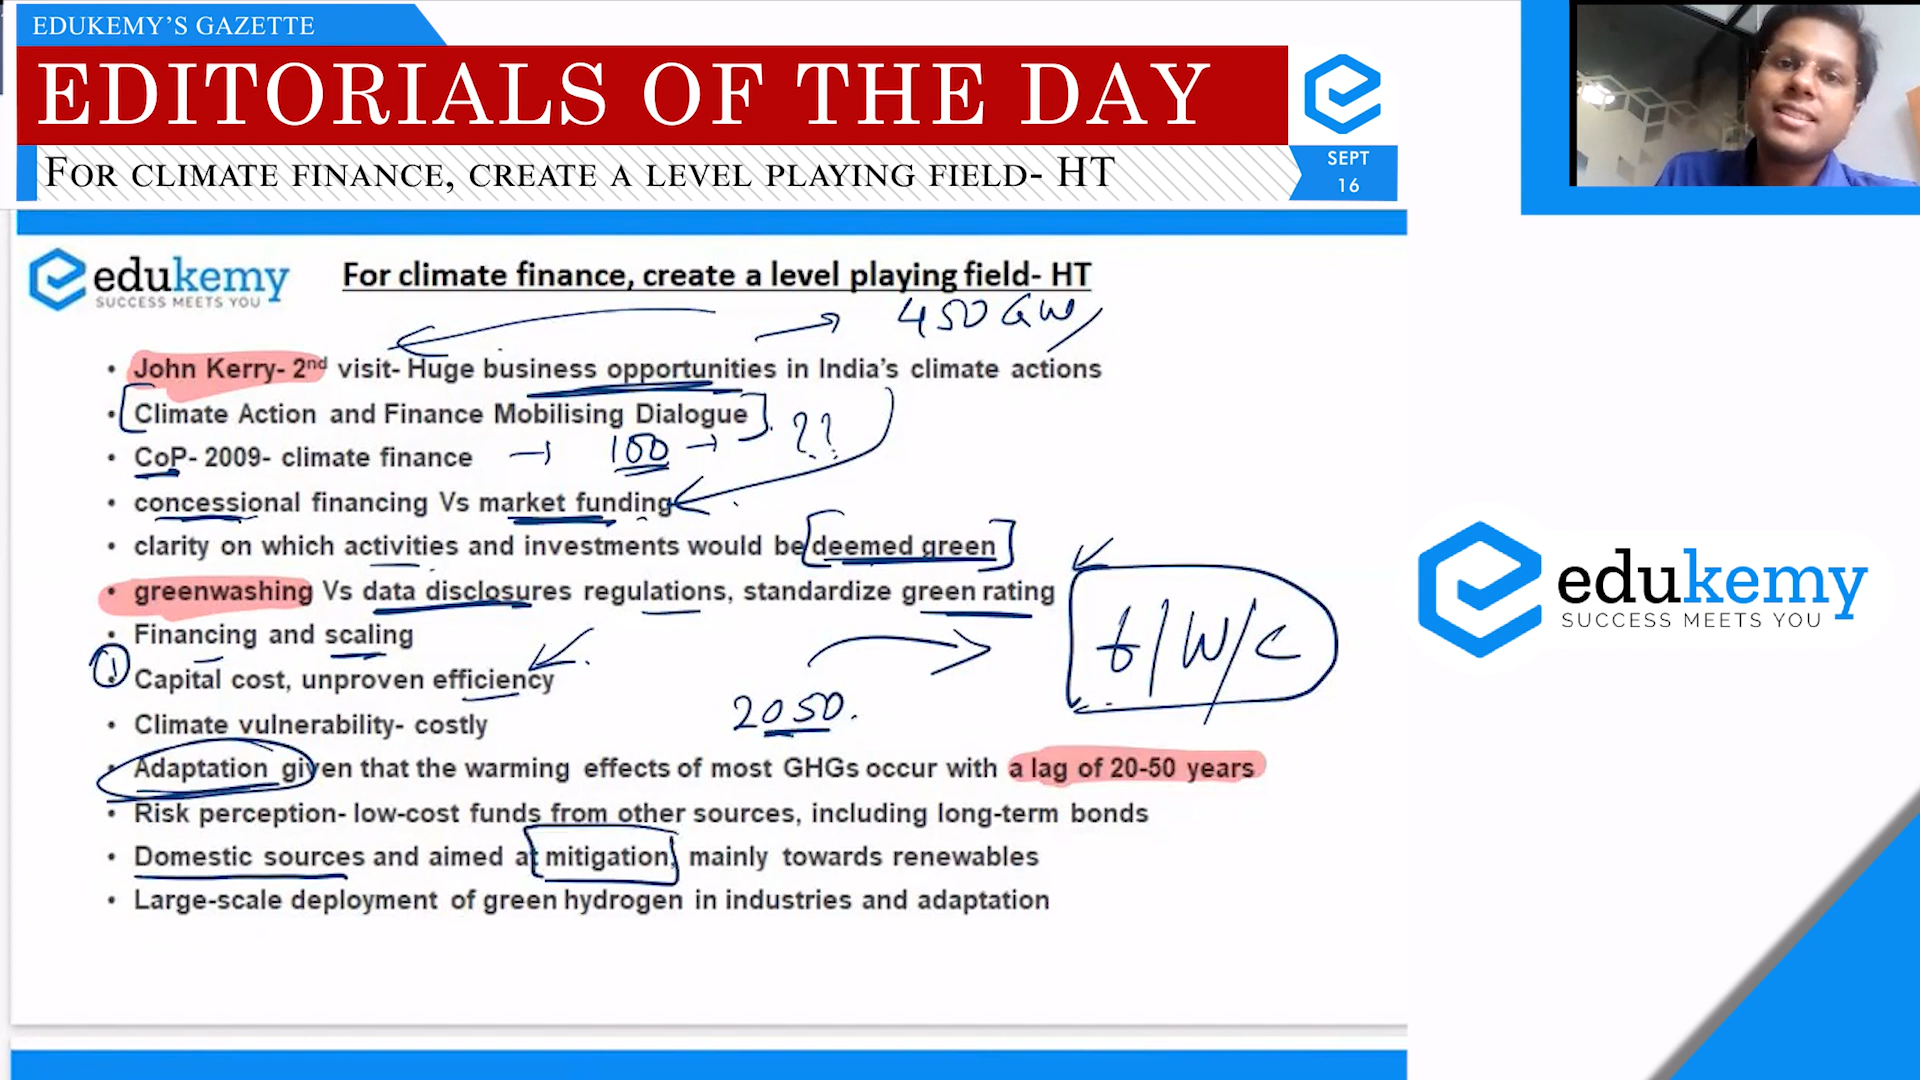 EDUKEMY'S GAZETTE
EDITORIALS OF THE DAY
FOR CLIMATE FINANCE, CREATE A LEVEL PLAYING FIELD- HT
SEPT
16
edukemy
SUCCESS MEETS YOU
For climate finance, create a level playing field- HT
450 GW
• John Kerry- 2nd visit- Huge business opportunities in India's climate actions
• Climate Action and Finance Mobilising Dialogue
??
• CoP- 2009- climate finance → 100 →
• concessional financing Vs market funding
• clarity on which activities and investments would be deemed green
• greenwashing Vs data disclosures regulations, standardize green rating
• Financing and scaling
t/W/C
① Capital cost, unproven efficiency
2050.
• Climate vulnerability- costly
• Adaptation given that the warming effects of most GHGs occur with a lag of 20-50 years
• Risk perception- low-cost funds from other sources, including long-term bonds
• Domestic sources and aimed at mitigation, mainly towards renewables
• Large-scale deployment of green hydrogen in industries and adaptation
edukemy
SUCCESS MEETS YOU